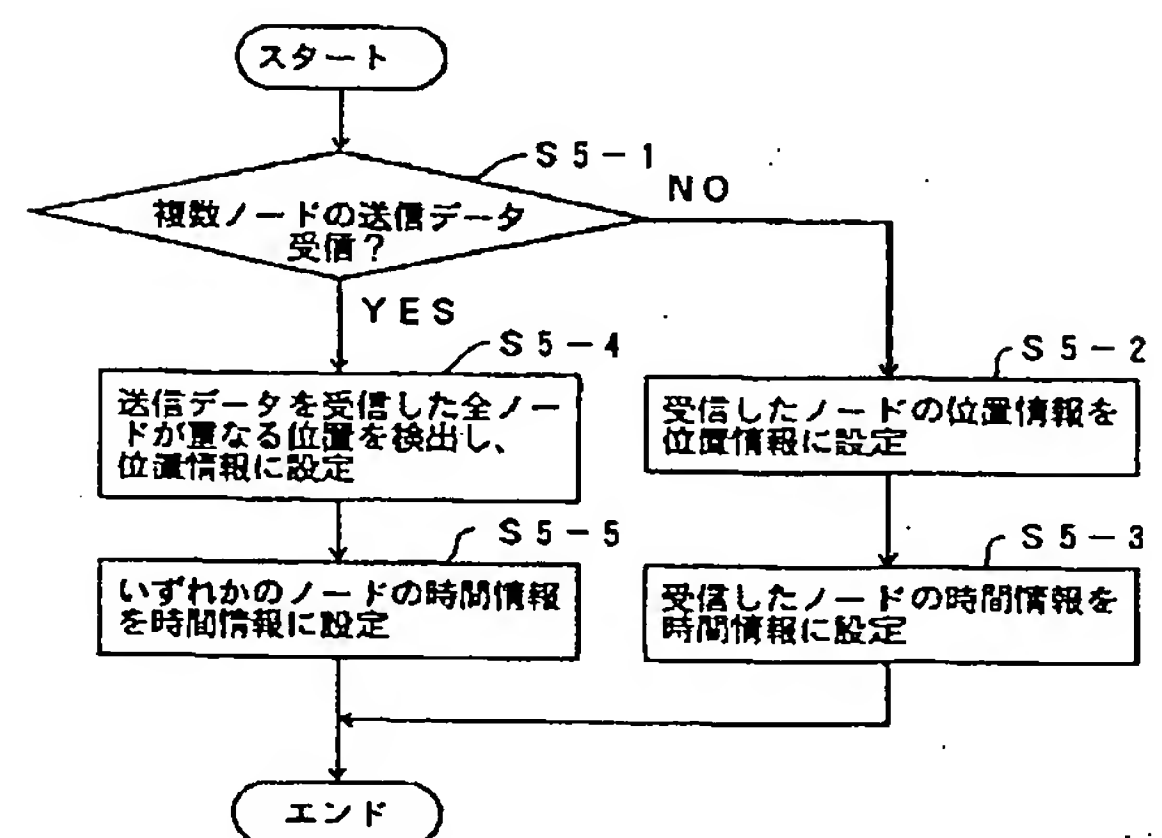 スタート
S5-1
複数ノードの送信データ
受信?
NO
YES
S5-4
送信データを受信した全ノー
ドが重なる位置を検出し、
位置情報に設定
S5-2
受信したノードの位置情報を
位置情報に設定
S5-5
いずれかのノードの時間情報
を時間情報に設定
S5-3
受信したノードの時間情報を
時間情報に設定
エンド